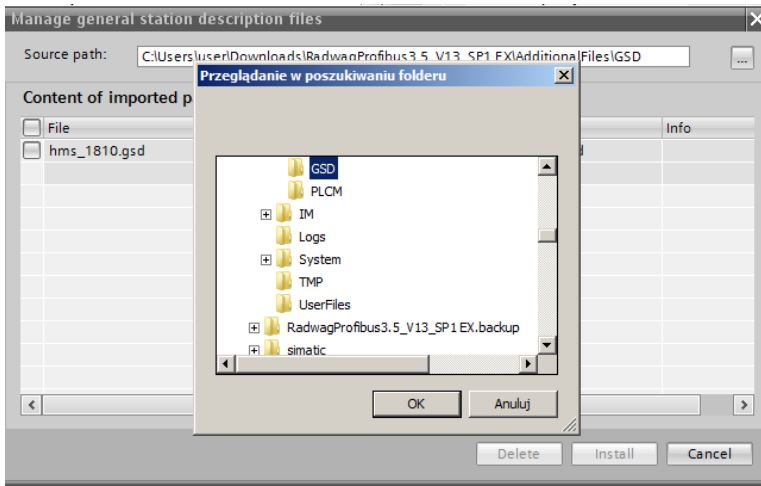 Manage general station description files
Source path: C:\Users\user\Downloads\RadwagProfibus3.5_V13_SP1 EX\AdditionalFiles\GSD ...
Przeglądanie w poszukiwaniu folderu
Content of imported p
File Info
hms_1810.gsd
GSD
PLCM
IM
Logs
System
TMP
UserFiles
RadwagProfibus3.5_V13_SP1 EX.backup
simatic
OK Anuluj
Delete Install Cancel